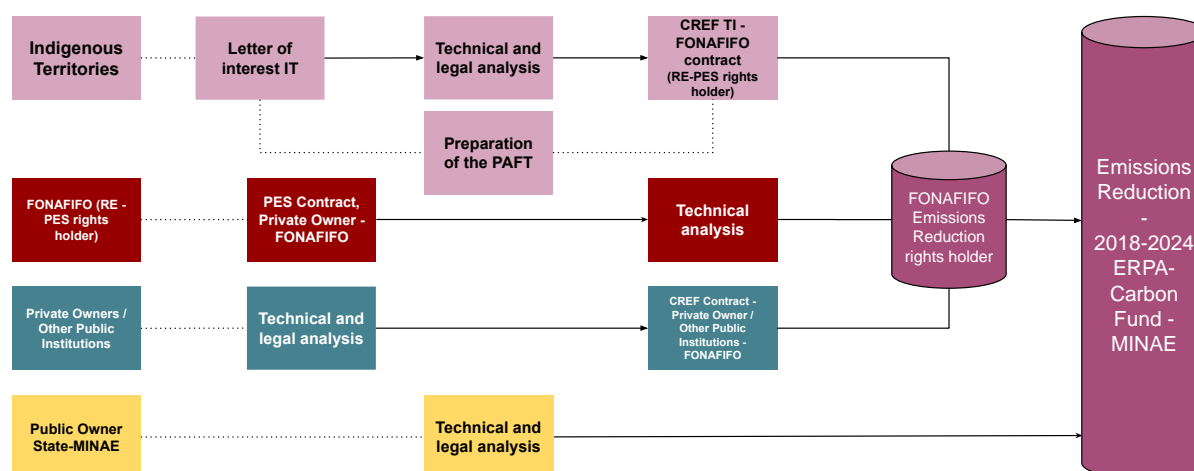 Indigenous
Territories
Letter of
interest IT
Technical and
legal analysis
CREF TI -
FONAFIFO
contract
(RE-PES rights
holder)
Preparation
of the PAFT
FONAFIFO (RE -
PES rights
holder)
PES Contract,
Private Owner -
FONAFIFO
Technical
analysis
FONAFIFO
Emissions
Reduction
rights holder
Emissions
Reduction
-
2018-2024
ERPA-
Carbon
Fund -
MINAE
Private Owners /
Other Public
Institutions
Technical and
legal analysis
CREF Contract -
Private Owner /
Other Public
Institutions -
FONAFIFO
Public Owner
State-MINAE
Technical and
legal analysis